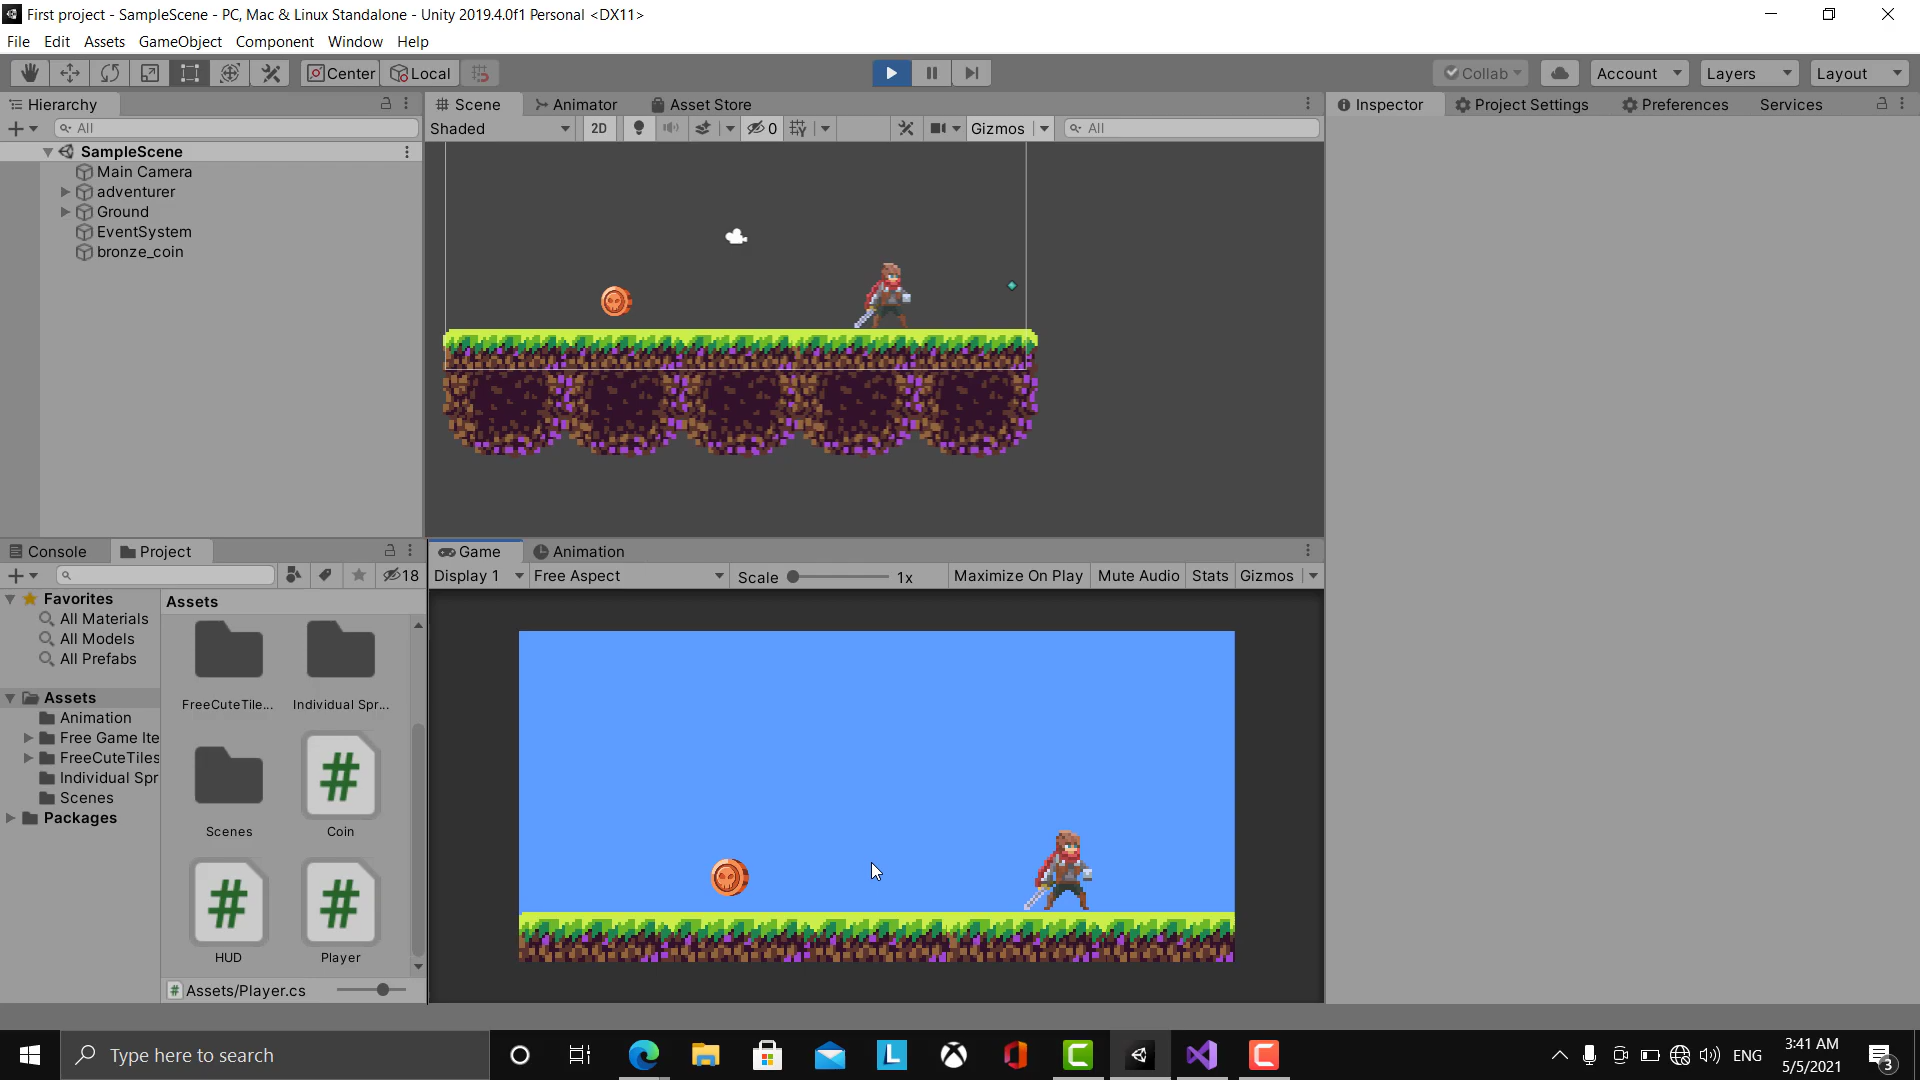 First project - SampleScene - PC, Mac & Linux Standalone - Unity 2019.4.0f1 Personal <DX11>
File Edit Assets GameObject Component Window Help
Center Local Collab Account Layers Layout
Hierarchy
All
SampleScene
Main Camera
adventurer
Ground
EventSystem
bronze_coin
Scene Animator Asset Store
Shaded 2D 0 Gizmos All
Inspector Project Settings Preferences Services
Console Project
18
Favorites
All Materials
All Models
All Prefabs
Assets
Animation
Free Game Ite
FreeCuteTiles
Individual Spr
Scenes
Packages
Assets
FreeCuteTile... Individual Spr...
Scenes Coin
HUD Player
Assets/Player.cs
Game Animation
Display 1 Free Aspect Scale 1x Maximize On Play Mute Audio Stats Gizmos
Type here to search
L
ENG
3:41 AM
5/5/2021
3